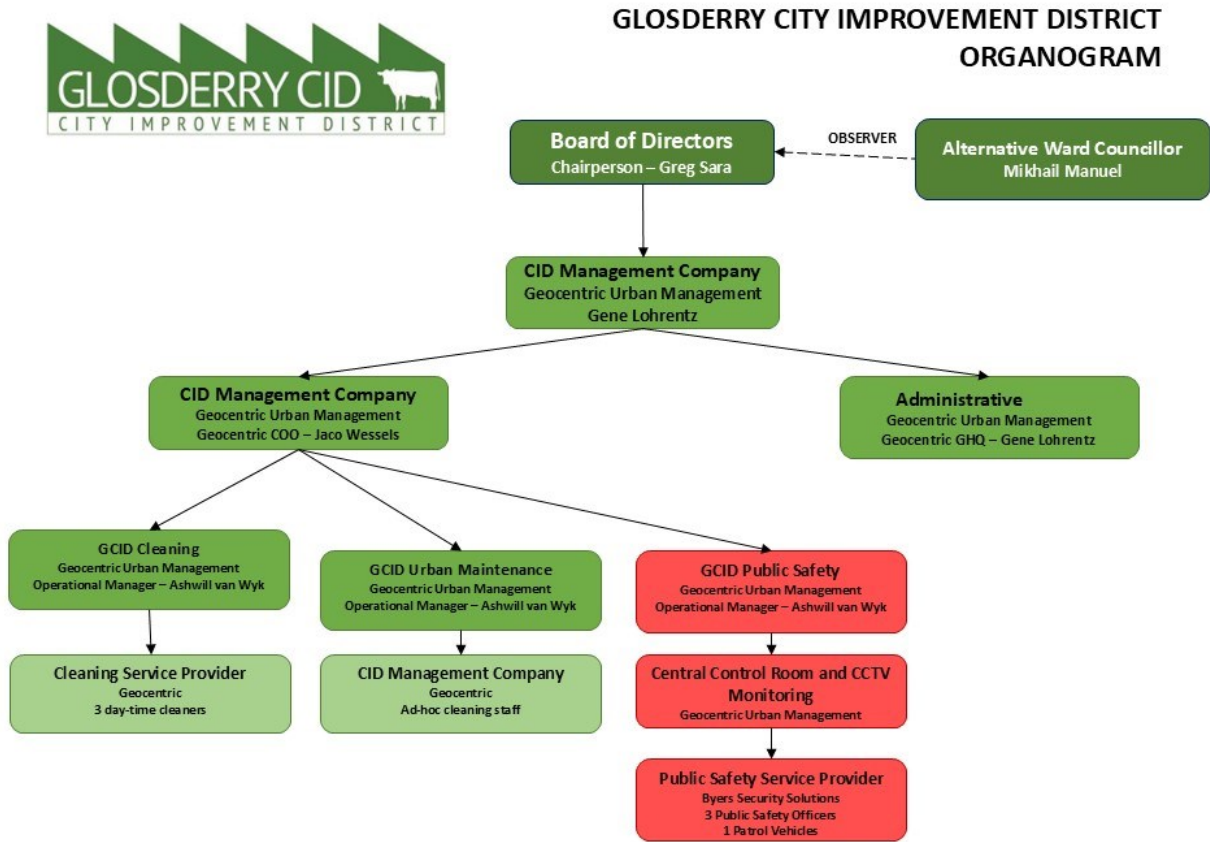 GLOSDERRY CID
CITY IMPROVEMENT DISTRICT
GLOSDERRY CITY IMPROVEMENT DISTRICT
ORGANOGRAM
Board of Directors
Chairperson – Greg Sara
OBSERVER
Alternative Ward Councillor
Mikhail Manuel
CID Management Company
Geocentric Urban Management
Gene Lohrentz
CID Management Company
Geocentric Urban Management
Geocentric COO – Jaco Wessels
Administrative
Geocentric Urban Management
Geocentric GHQ – Gene Lohrentz
GCID Cleaning
Geocentric Urban Management
Operational Manager – Ashwill van Wyk
GCID Urban Maintenance
Geocentric Urban Management
Operational Manager – Ashwill van Wyk
GCID Public Safety
Geocentric Urban Management
Operational Manager – Ashwill van Wyk
Cleaning Service Provider
Geocentric
3 day-time cleaners
CID Management Company
Geocentric
Ad-hoc cleaning staff
Central Control Room and CCTV
Monitoring
Geocentric Urban Management
Public Safety Service Provider
Byers Security Solutions
3 Public Safety Officers
1 Patrol Vehicles